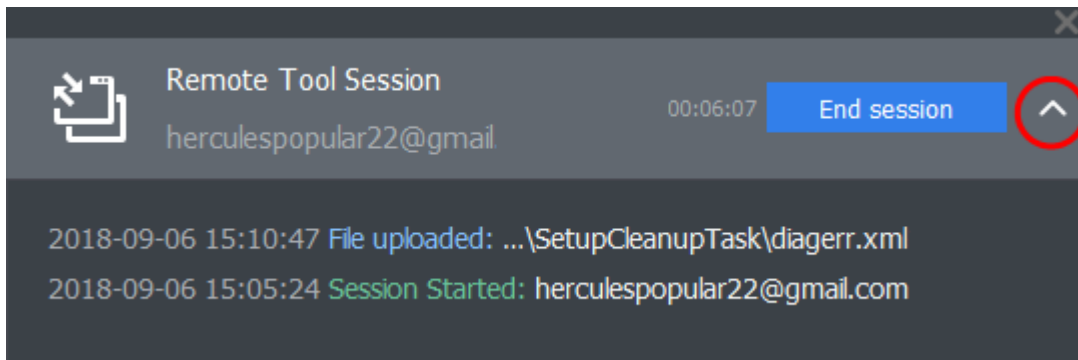 Remote Tool Session
00:06:07 End session
herculespopular22@gmail.
2018-09-06 15:10:47 File uploaded: ...\SetupCleanupTask\diagerr.xml
2018-09-06 15:05:24 Session Started: herculespopular22@gmail.com